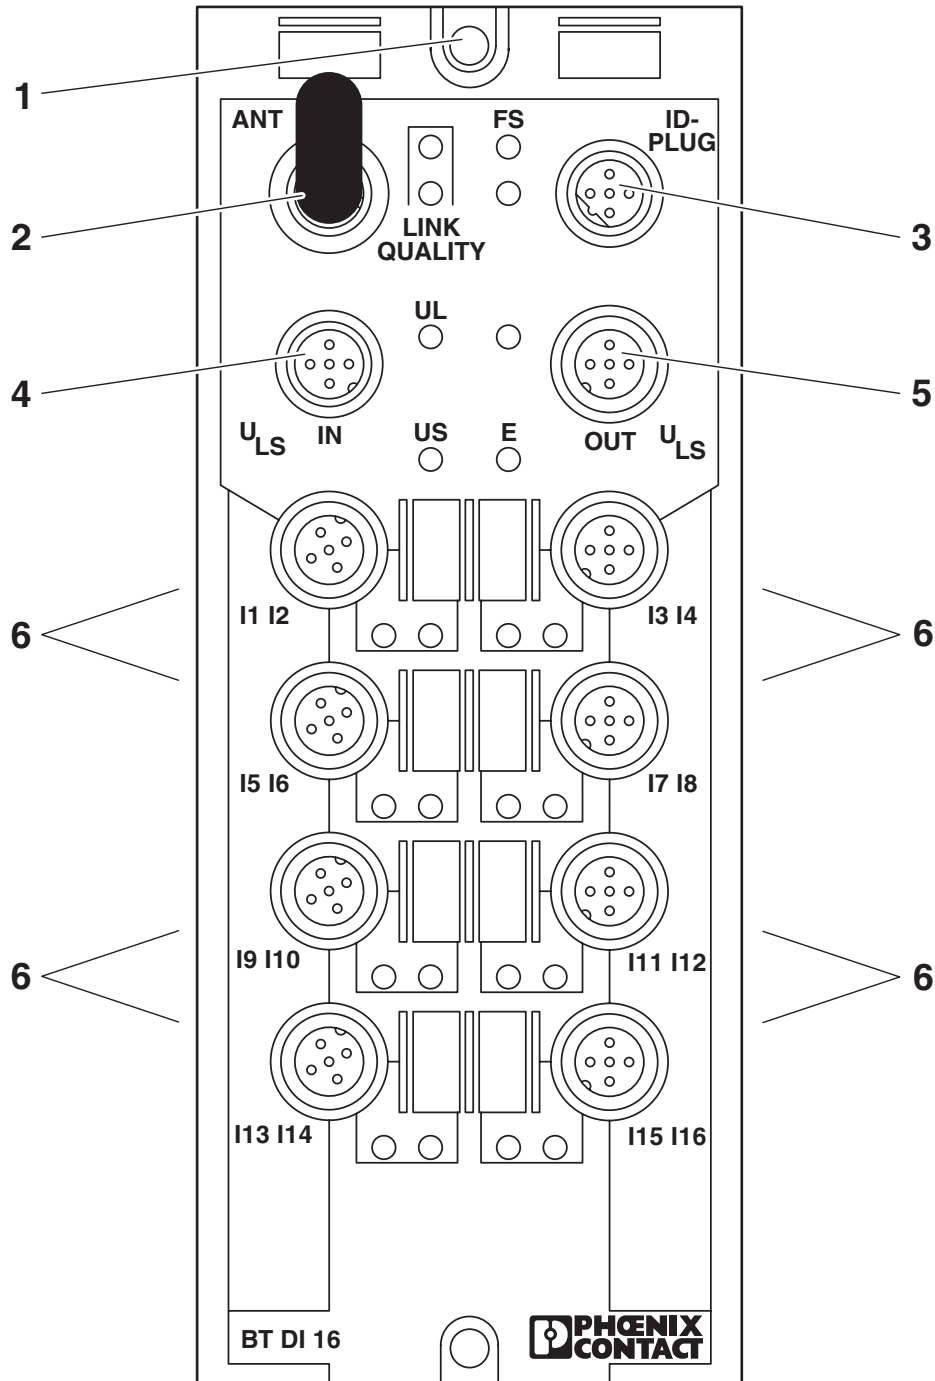 1
ANT
FS
ID-
PLUG
2
LINK
QUALITY
3
UL
4
5
ULS
IN
US
E
OUT
ULS
I1 I2
I3 I4
6
6
I5 I6
I7 I8
I9 I10
I11 I12
6
6
I13 I14
I15 I16
BT DI 16
PHŒNIX
CONTACT